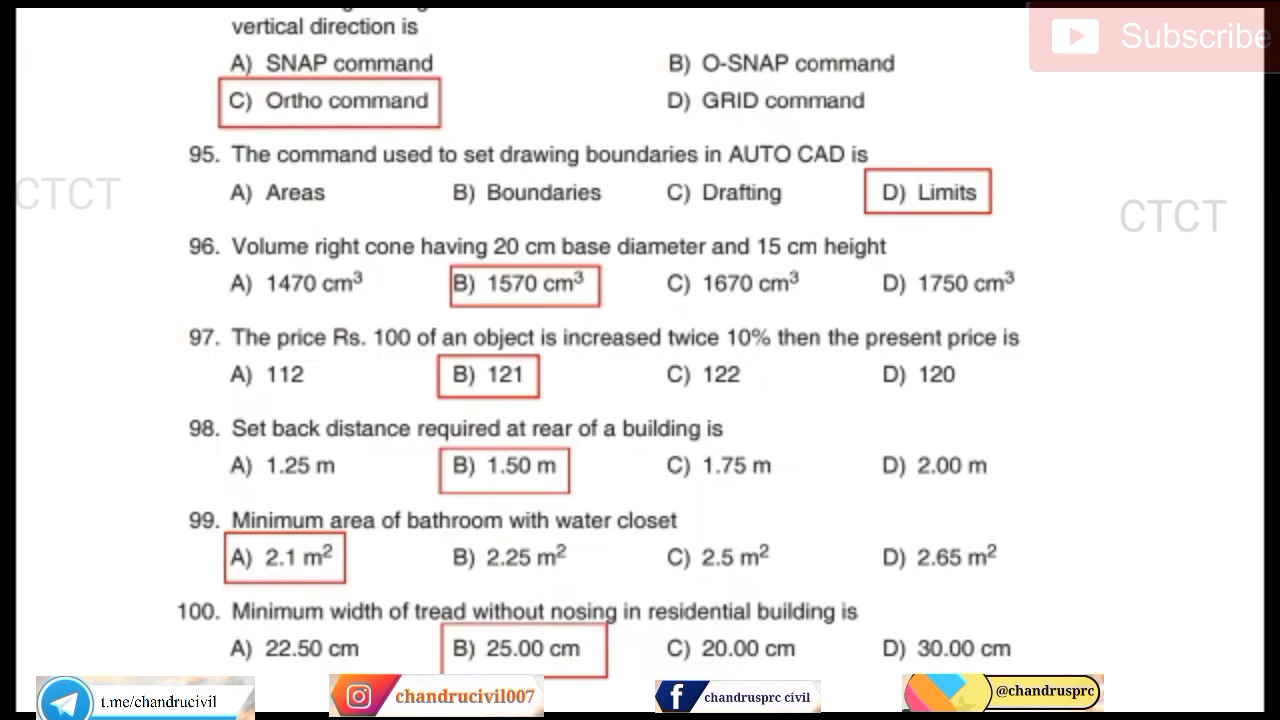 vertical direction is
A) SNAP command B) O-SNAP command
C) Ortho command D) GRID command
95. The command used to set drawing boundaries in AUTO CAD is
A) Areas B) Boundaries C) Drafting D) Limits
96. Volume right cone having 20 cm base diameter and 15 cm height
A) 1470 cm³ B) 1570 cm³ C) 1670 cm³ D) 1750 cm³
97. The price Rs. 100 of an object is increased twice 10% then the present price is
A) 112 B) 121 C) 122 D) 120
98. Set back distance required at rear of a building is
A) 1.25 m B) 1.50 m C) 1.75 m D) 2.00 m
99. Minimum area of bathroom with water closet
A) 2.1 m² B) 2.25 m² C) 2.5 m² D) 2.65 m²
100. Minimum width of tread without nosing in residential building is
A) 22.50 cm B) 25.00 cm C) 20.00 cm D) 30.00 cm
Subscribe
CTCT
CTCT
t.me/chandrucivil
chandrucivil007
chandrusprc civil
@chandrusprc